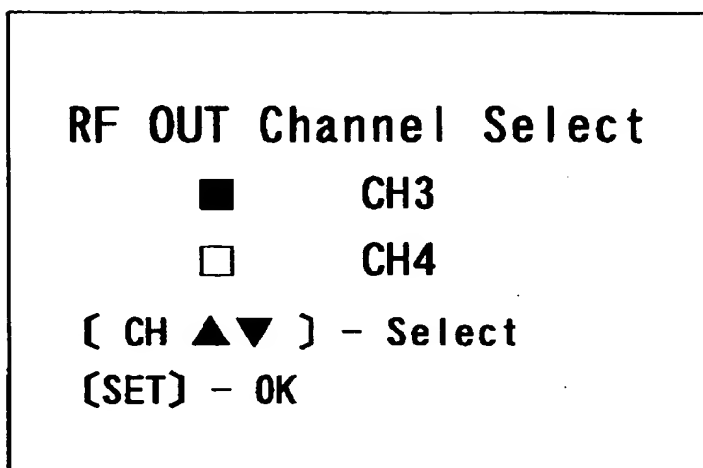 RF OUT Channel Select
■ CH3
□ CH4
〔 CH ▲▼ 〕 - Select
〔SET〕 - OK